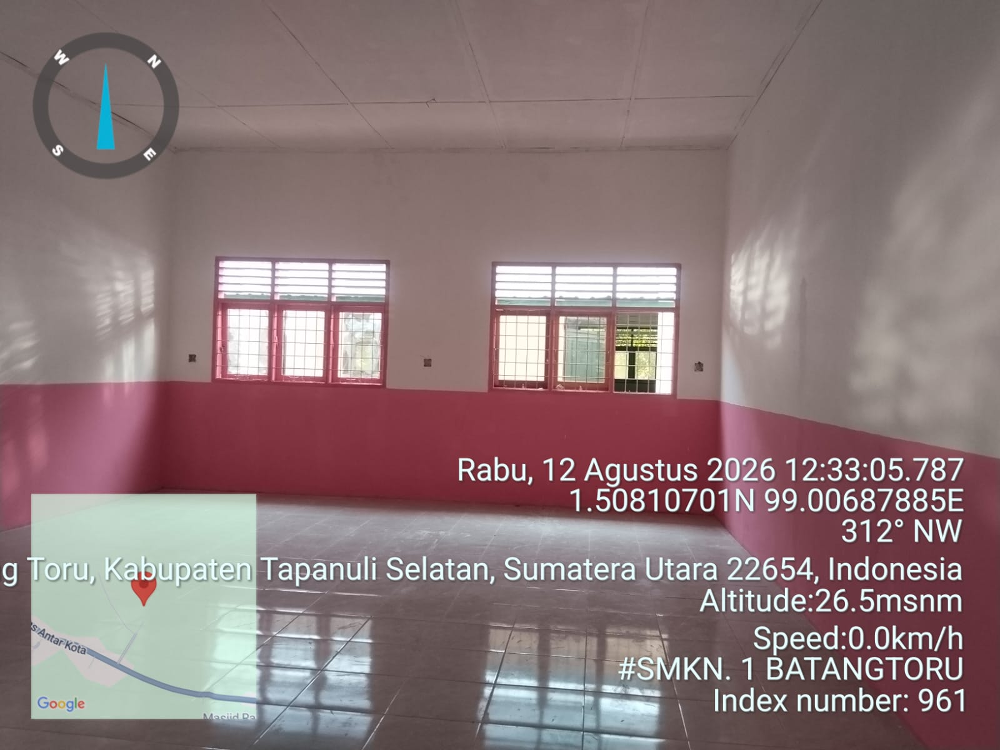 W
N
S
E
Rabu, 12 Agustus 2026 12:33:05.787
1.50810701N 99.00687885E
312° NW
g Toru, Kabupaten Tapanuli Selatan, Sumatera Utara 22654, Indonesia
Altitude:26.5msnm
Speed:0.0km/h
#SMKN. 1 BATANGTORU
Index number: 961
s Antar Kota
Google
Masjid Ra